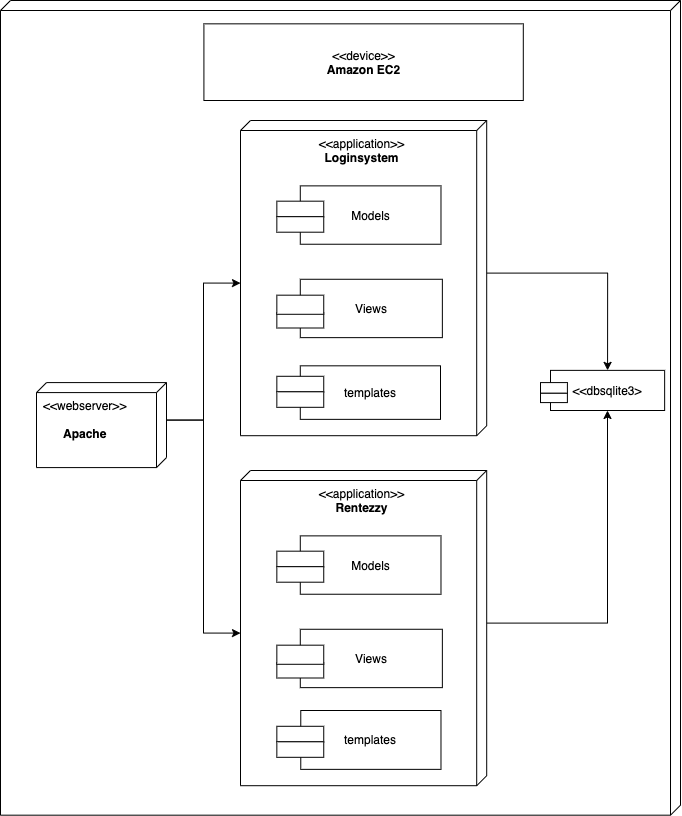 <<device>>
Amazon EC2
<<application>>
Loginsystem
Models
Views
templates
<<webserver>>
Apache
<<dbsqlite3>
<<application>>
Rentezzy
Models
Views
templates